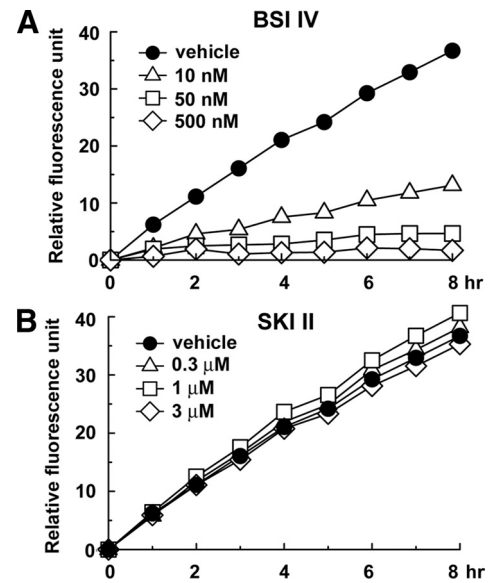 A
BSI IV
Relative fluorescence unit
40
30
20
10
0
vehicle
10 nM
50 nM
500 nM
0 2 4 6 8 hr
B
SKI II
Relative fluorescence unit
40
30
20
10
0
vehicle
0.3 μM
1 μM
3 μM
0 2 4 6 8 hr